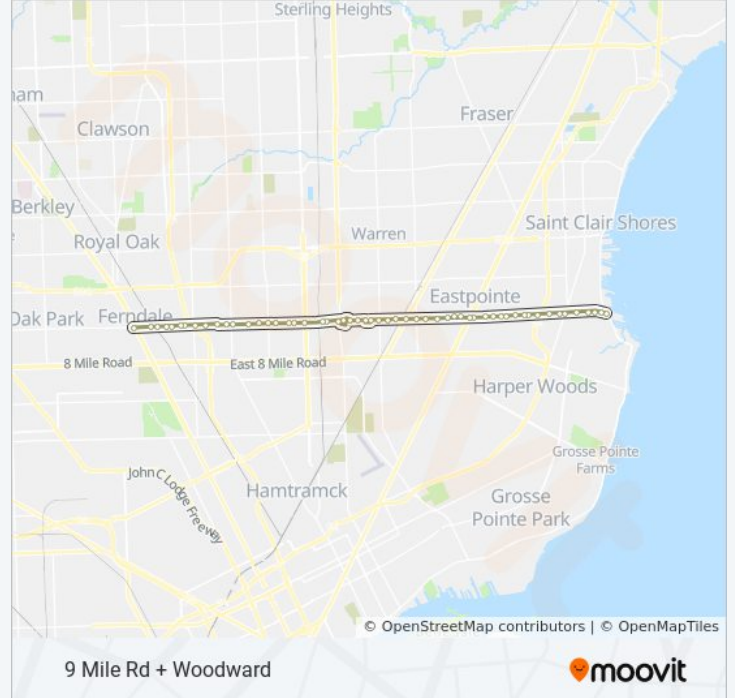 Sterling Heights
am
Fraser
Clawson
Berkley
Saint Clair Shores
Warren
Royal Oak
Eastpointe
Oak Park
Ferndale
8 Mile Road
East 8 Mile Road
Harper Woods
Grosse Pointe
Farms
John C Lodge Freeway
Hamtramck
Grosse
Pointe Park
© OpenStreetMap contributors | © OpenMapTiles
9 Mile Rd + Woodward
moovit